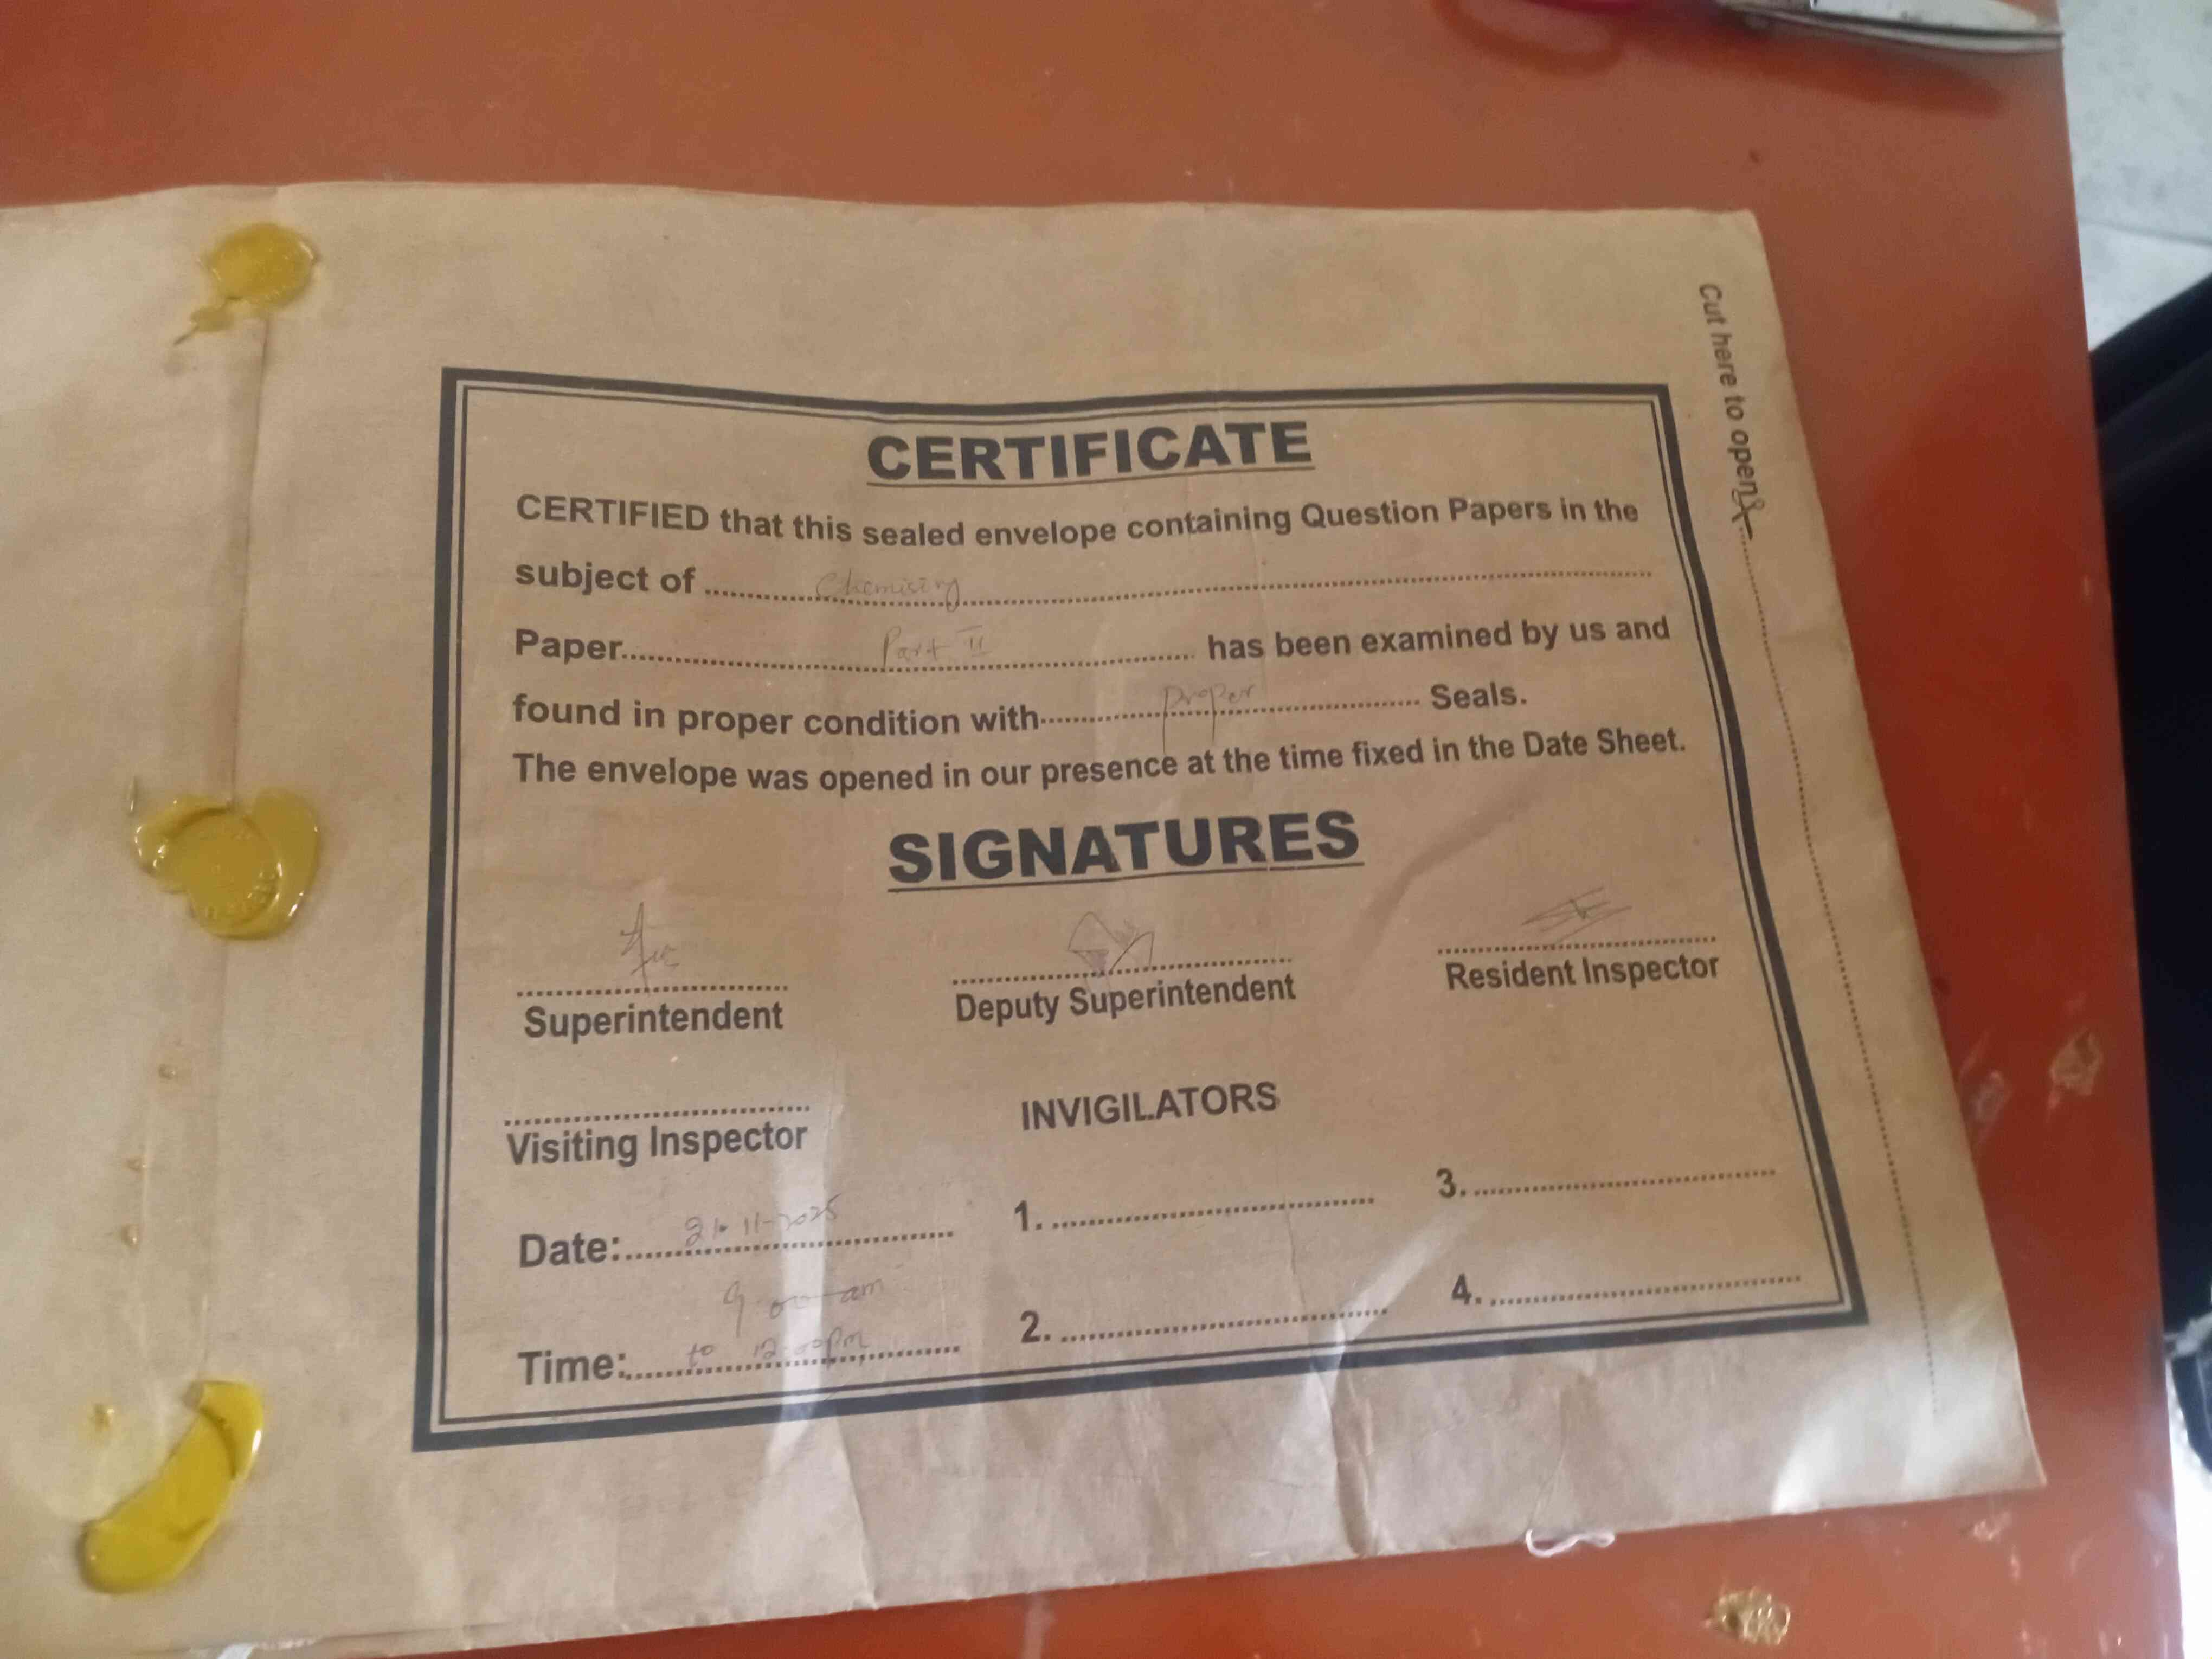 Cut here to open
CERTIFICATE
CERTIFIED that this sealed envelope containing Question Papers in the
subject of ........ Chemistry ........
Paper ........ Part II ........ has been examined by us and
found in proper condition with ........ proper ........ Seals.
The envelope was opened in our presence at the time fixed in the Date Sheet.
SIGNATURES
Superintendent
Deputy Superintendent
Resident Inspector
Visiting Inspector
INVIGILATORS
Date: 21-11-2025
1. ........
3. ........
9:00 am
Time: to 12:00pm
2. ........
4. ........